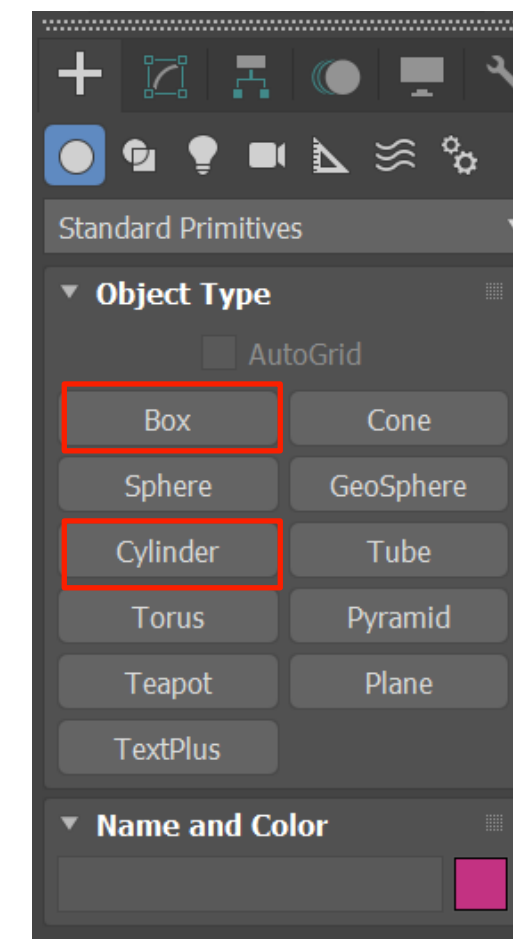 Standard Primitives
Object Type
AutoGrid
Box Cone
Sphere GeoSphere
Cylinder Tube
Torus Pyramid
Teapot Plane
TextPlus
Name and Color